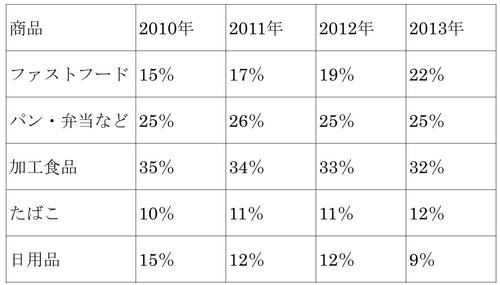 商品 2010年 2011年 2012年 2013年
ファストフード 15% 17% 19% 22%
パン・弁当など 25% 26% 25% 25%
加工食品 35% 34% 33% 32%
たばこ 10% 11% 11% 12%
日用品 15% 12% 12% 9%